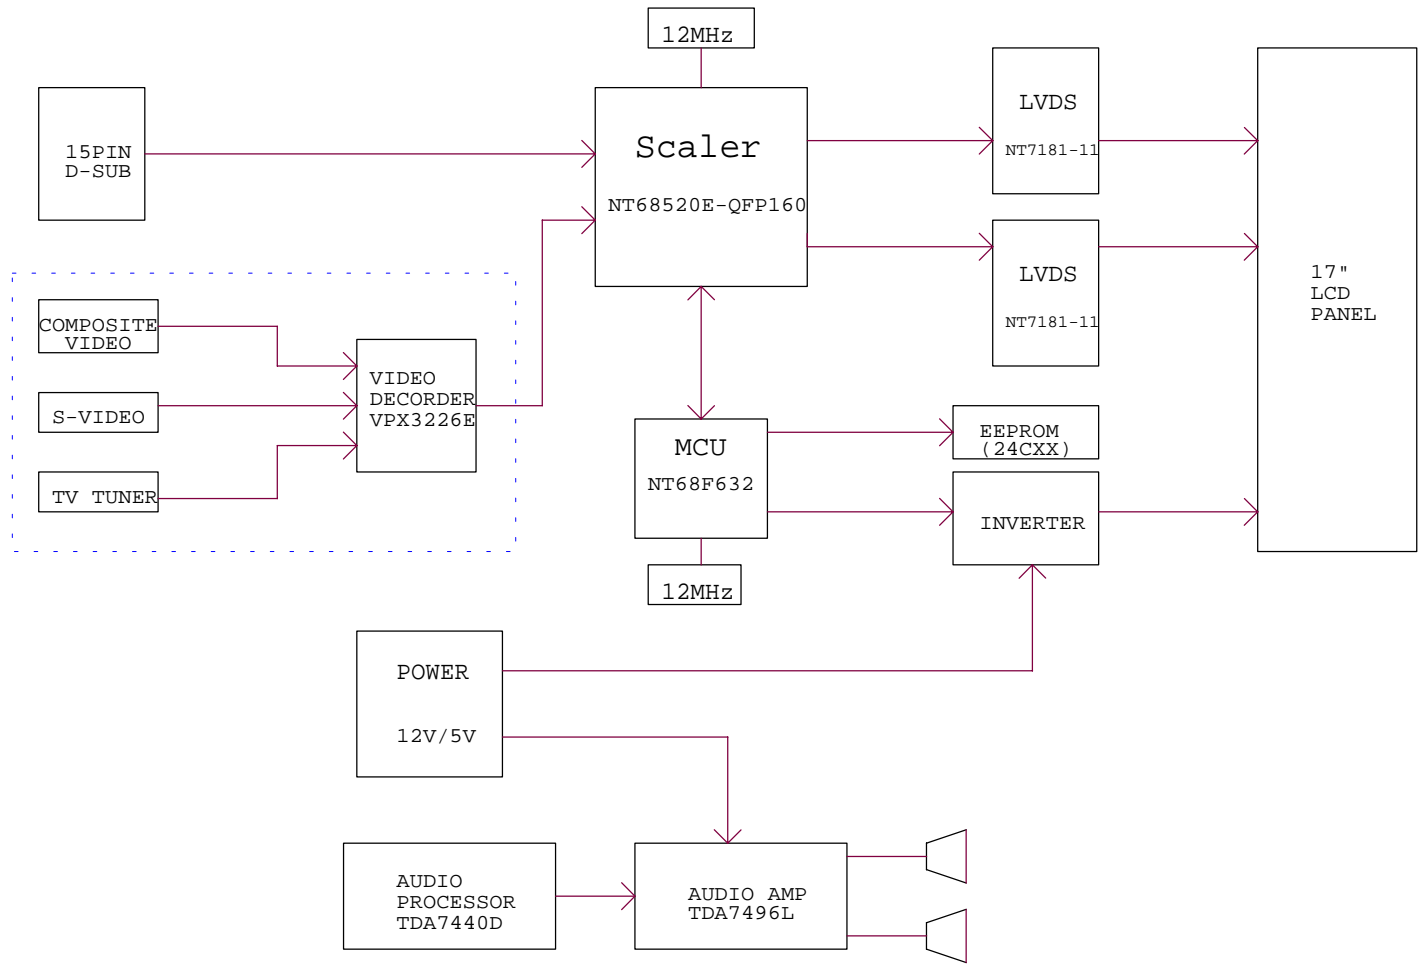 12MHz
15PIN
D-SUB
Scaler
NT68520E-QFP160
LVDS
NT7181-11
LVDS
NT7181-11
17"
LCD
PANEL
COMPOSITE
VIDEO
S-VIDEO
TV TUNER
VIDEO
DECORDER
VPX3226E
MCU
NT68F632
12MHz
EEPROM
(24CXX)
INVERTER
POWER
12V/5V
AUDIO
PROCESSOR
TDA7440D
AUDIO AMP
TDA7496L